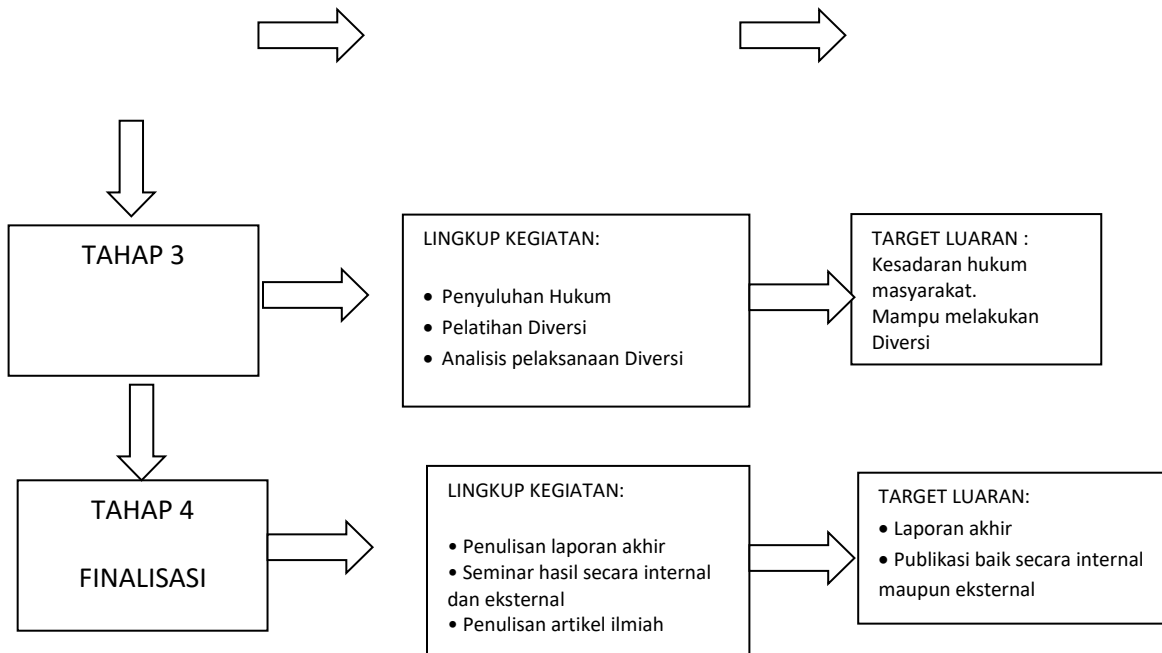 TAHAP 3
LINGKUP KEGIATAN:
• Penyuluhan Hukum
• Pelatihan Diversi
• Analisis pelaksanaan Diversi
TARGET LUARAN :
Kesadaran hukum
masyarakat.
Mampu melakukan
Diversi
TAHAP 4
FINALISASI
LINGKUP KEGIATAN:
• Penulisan laporan akhir
• Seminar hasil secara internal
dan eksternal
• Penulisan artikel ilmiah
TARGET LUARAN:
• Laporan akhir
• Publikasi baik secara internal
maupun eksternal